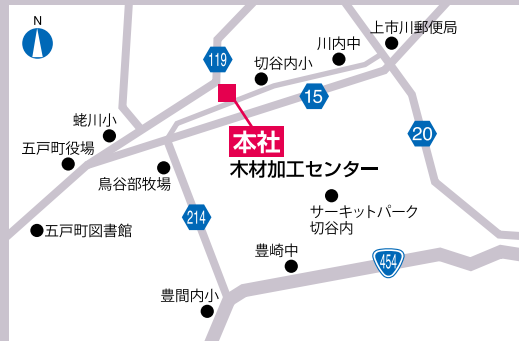 N
上市川郵便局
川内中
119
切谷内小
15
蛯川小
本社
20
五戸町役場
木材加工センター
鳥谷部牧場
サーキットパーク
切谷内
214
五戸町図書館
豊崎中
454
豊間内小